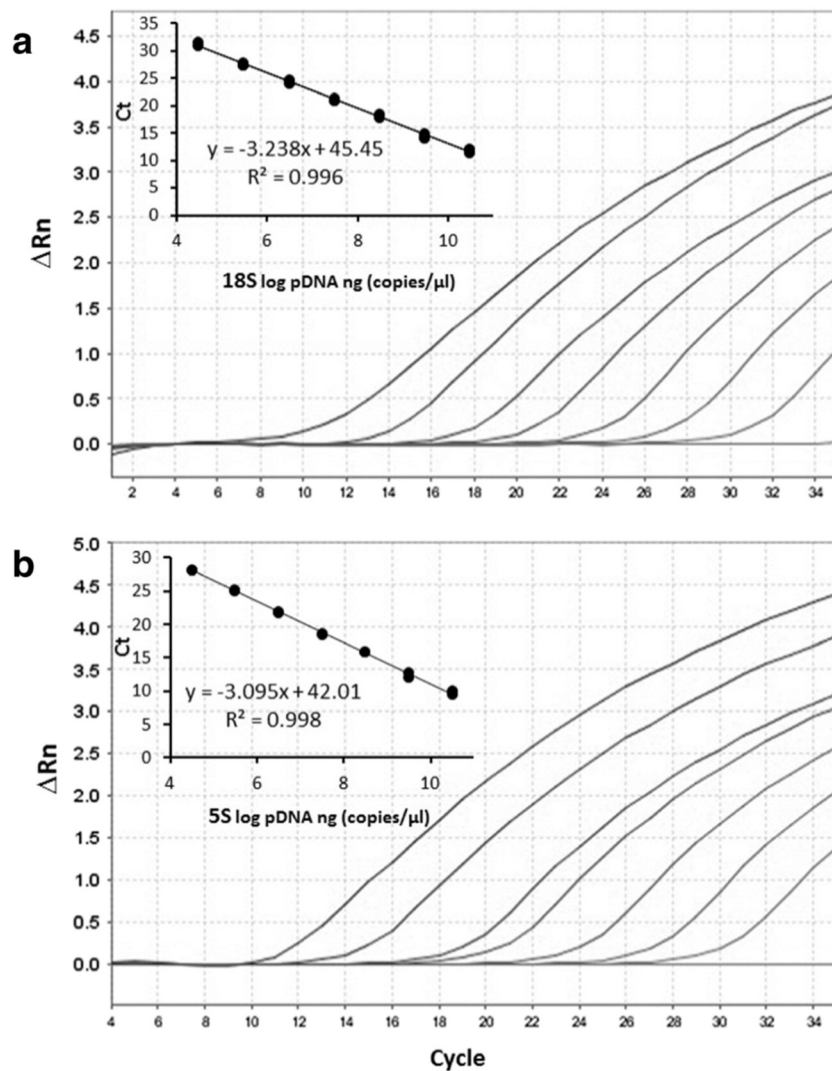 a
4.5
4.0
3.5
3.0
2.5
2.0
1.5
1.0
0.5
0.0
ΔRn
35
30
25
20
15
10
5
0
Ct
y = -3.238x + 45.45
R² = 0.996
4 6 8 10
18S log pDNA ng (copies/µl)
2 4 6 8 10 12 14 16 18 20 22 24 26 28 30 32 34
b
5.0
4.5
4.0
3.5
3.0
2.5
2.0
1.5
1.0
0.5
0.0
ΔRn
30
25
20
15
10
5
0
Ct
y = -3.095x + 42.01
R² = 0.998
4 6 8 10
5S log pDNA ng (copies/µl)
4 6 8 10 12 14 16 18 20 22 24 26 28 30 32 34
Cycle